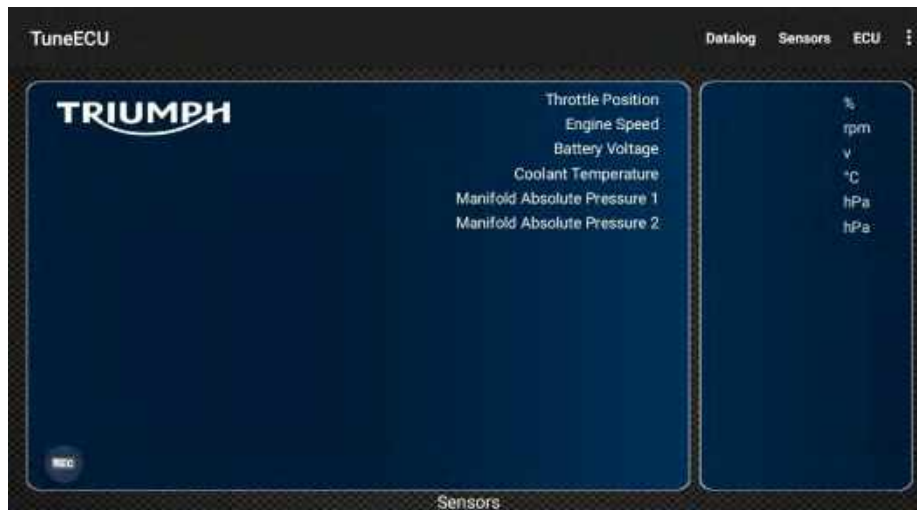 TuneECU Datalog Sensors ECU
TRIUMPH
Throttle Position %
Engine Speed rpm
Battery Voltage v
Coolant Temperature °C
Manifold Absolute Pressure 1 hPa
Manifold Absolute Pressure 2 hPa
REC
Sensors